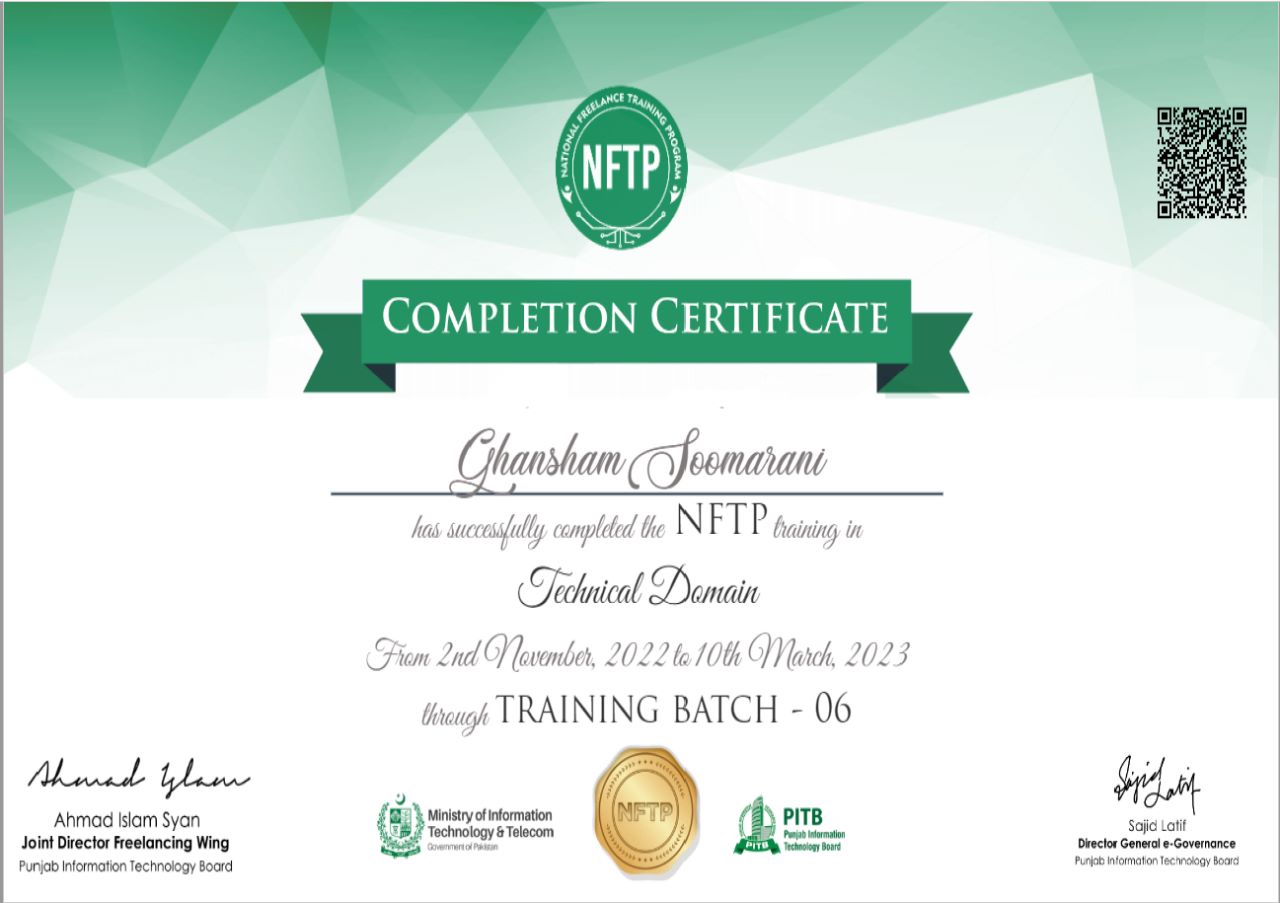 NATIONAL FREELANCE TRAINING PROGRAM
NFTP
COMPLETION CERTIFICATE
Ghansham Soomarani
has successfully completed the NFTP training in
Technical Domain
From 2nd November, 2022 to 10th March, 2023
through TRAINING BATCH - 06
Ahmad Islam
Ahmad Islam Syan
Joint Director Freelancing Wing
Punjab Information Technology Board
Ministry of Information
Technology & Telecom
Government of Pakistan
NFTP
PITB
PITB
Punjab Information
Technology Board
Sajid
Latif
Sajid Latif
Director General e-Governance
Punjab Information Technology Board